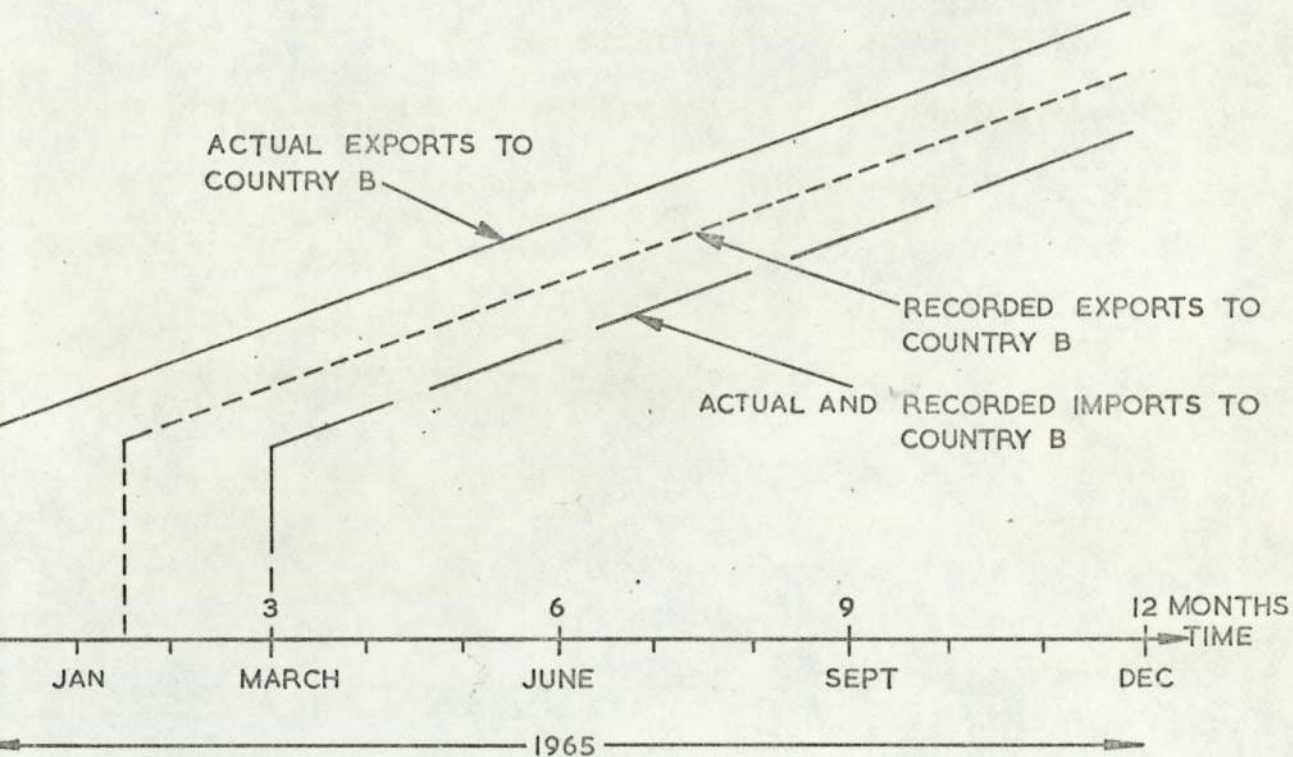 ACTUAL EXPORTS TO
COUNTRY B
RECORDED EXPORTS TO
COUNTRY B
ACTUAL AND RECORDED IMPORTS TO
COUNTRY B
3 6 9 12 MONTHS
TIME
JAN MARCH JUNE SEPT DEC
1965